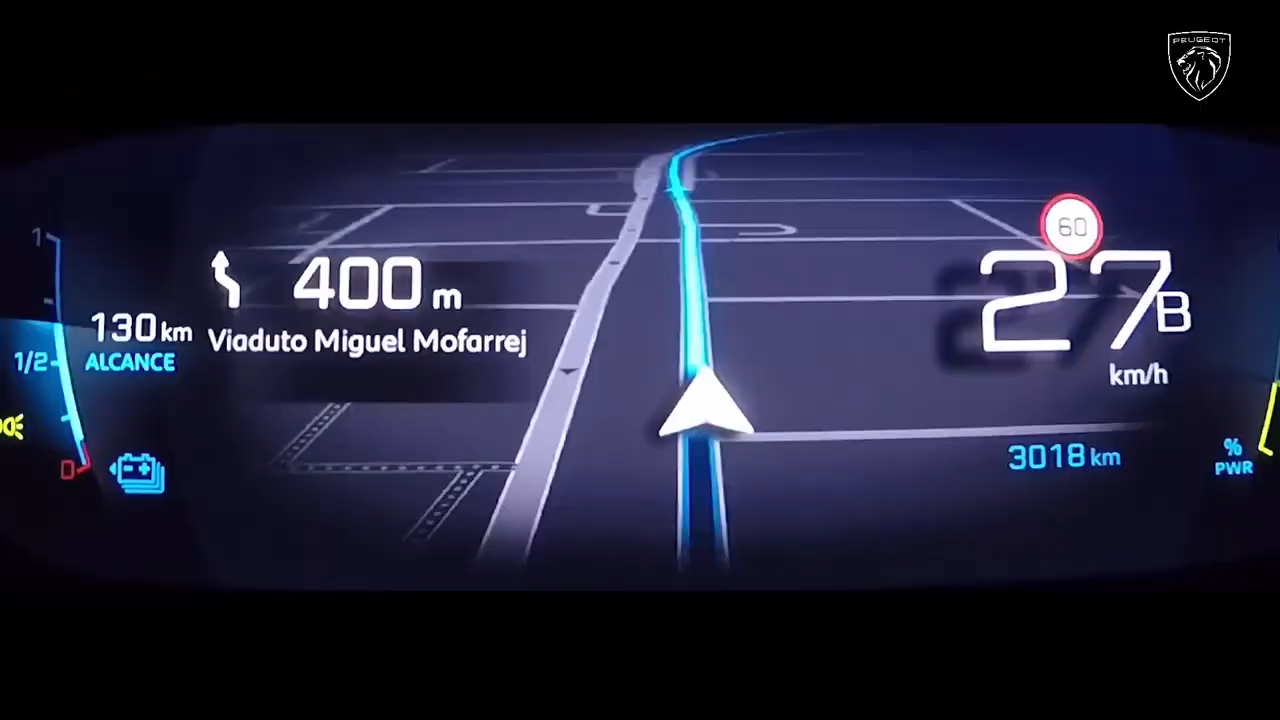 PEUGEOT
60
1
400 m
27
B
130 km
Viaduto Miguel Mofarrej
1/2
ALCANCE
km/h
3018 km
0
%
PWR